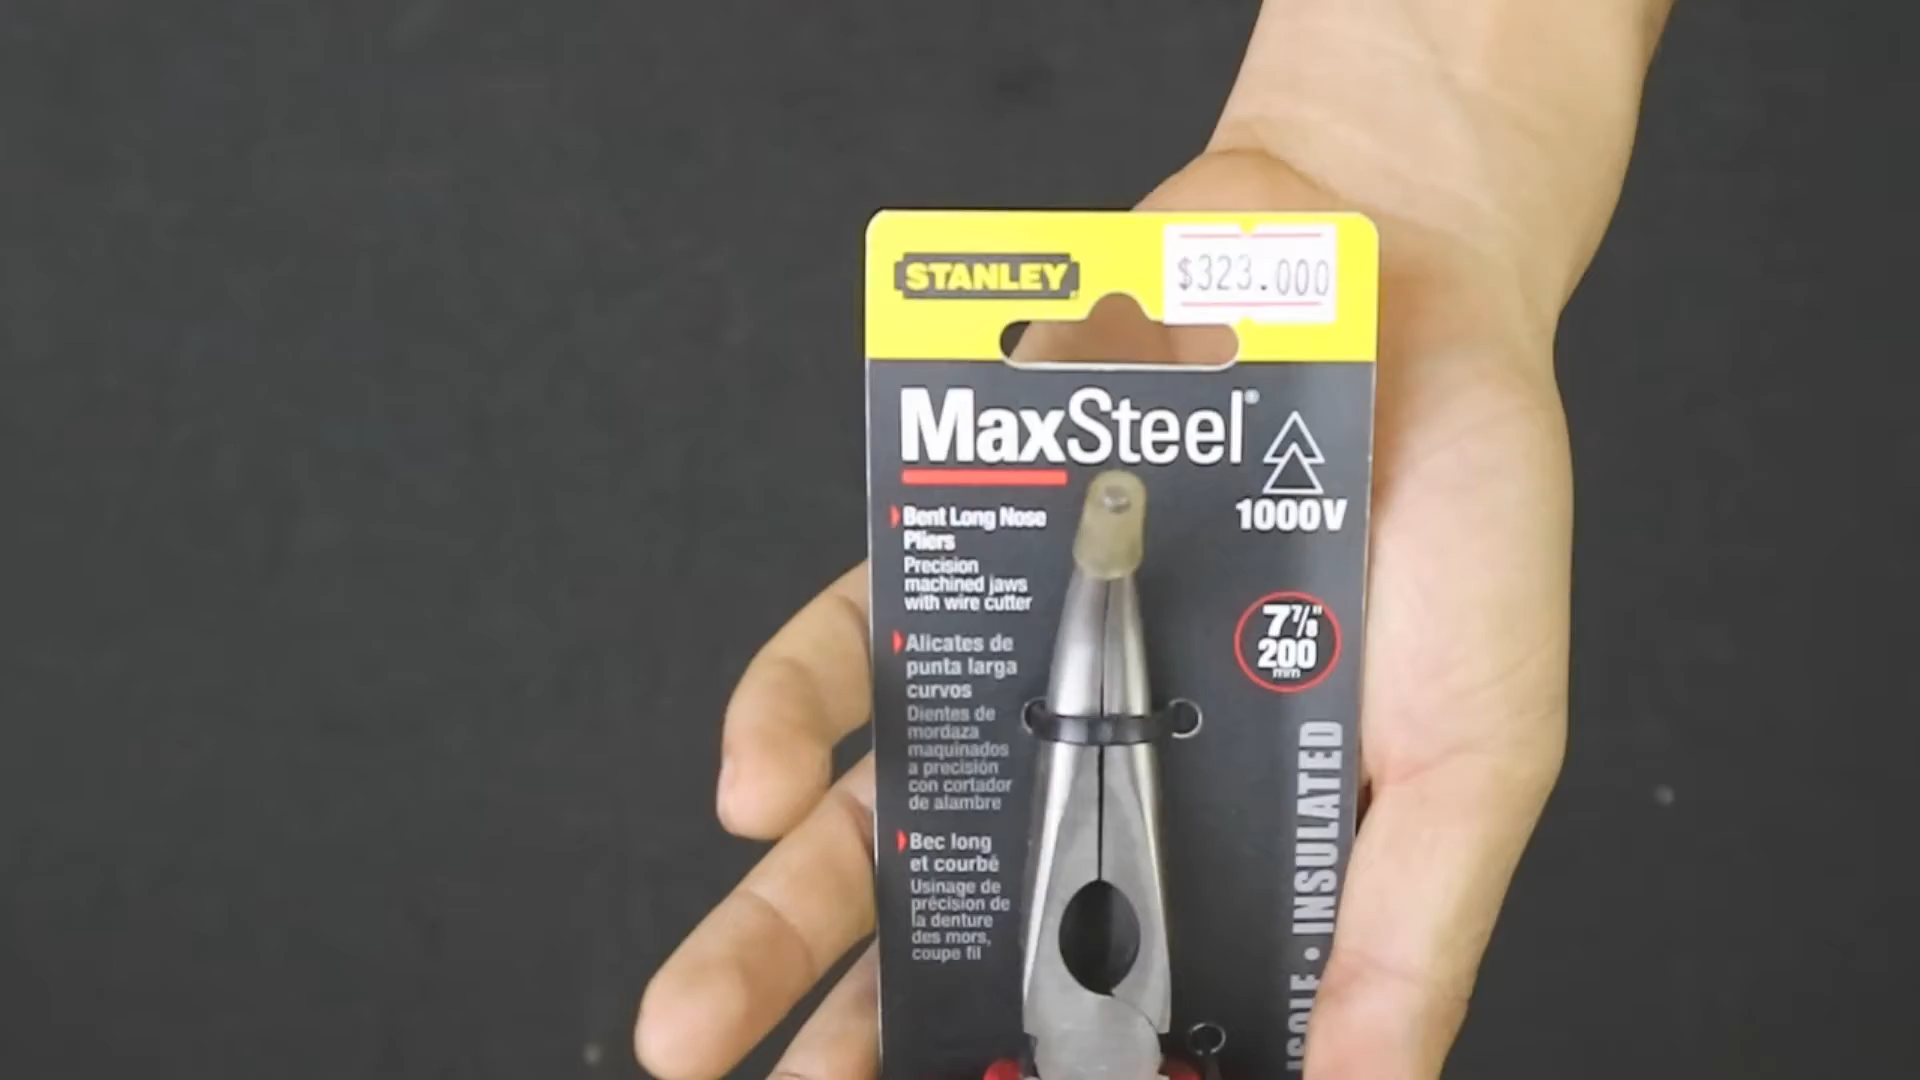 STANLEY
$323.000
MaxSteel®
1000V
Bent Long Nose
Pliers
Precision
machined jaws
with wire cutter
7 7/8"
200
mm
Alicates de
punta larga
curvos
Dientes de
mordaza
maquinados
a precisión
con cortador
de alambre
Bec long
et courbé
Usinage de
précision de
la denture
des mors,
coupe fil
• INSULATED